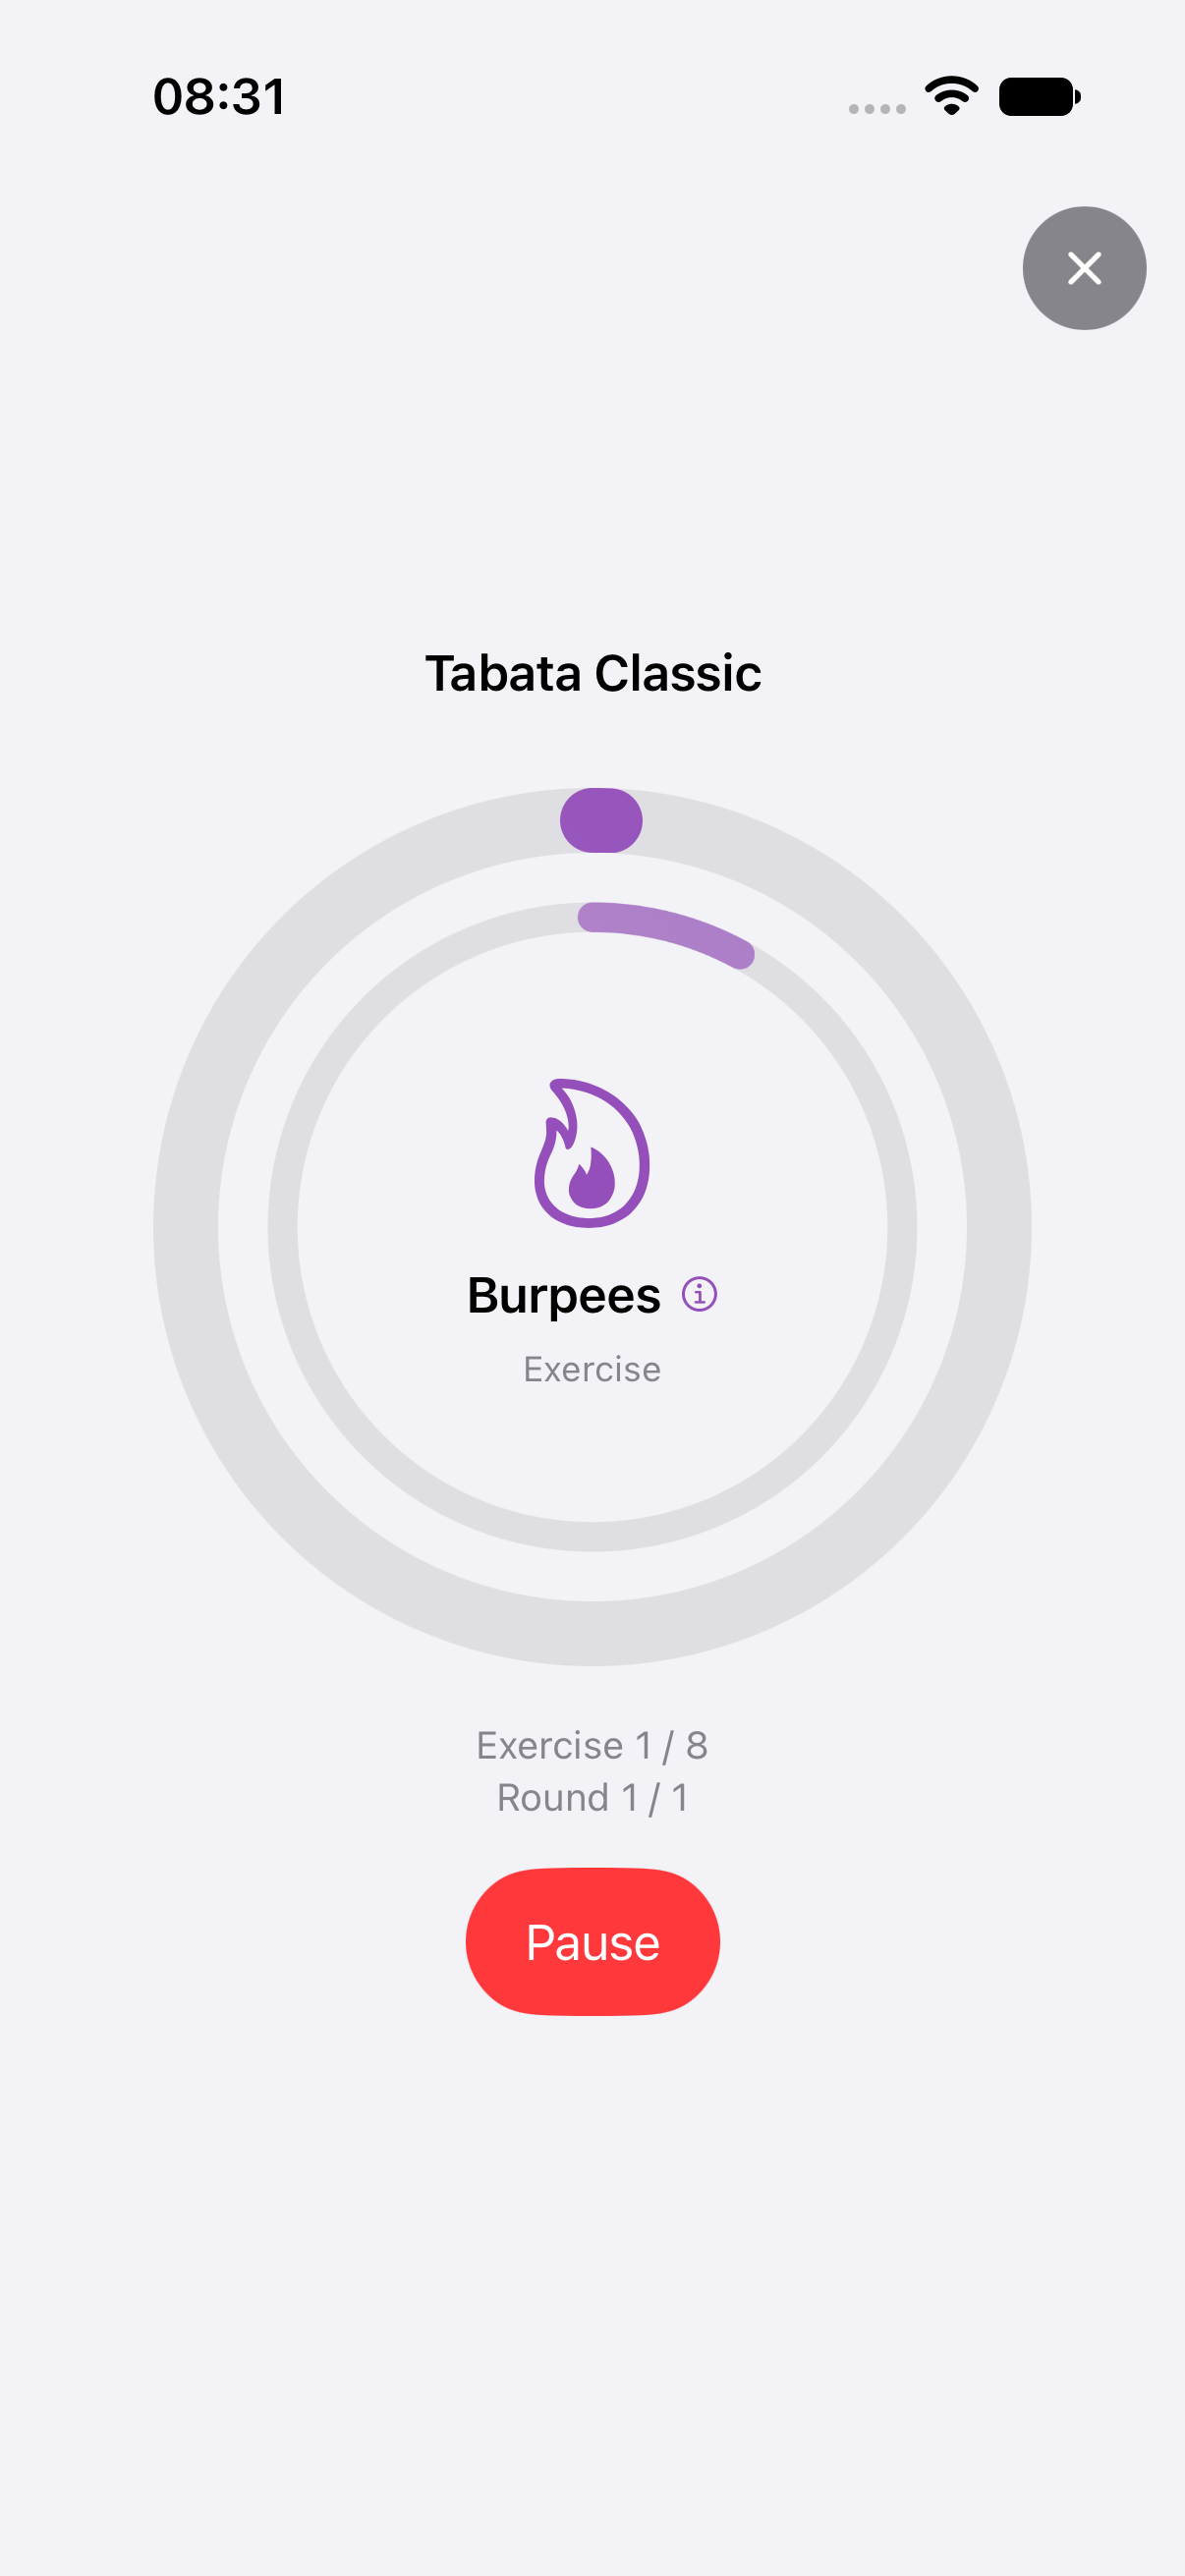 08:31
Tabata Classic
Burpees
Exercise
Exercise 1 / 8
Round 1 / 1
Pause